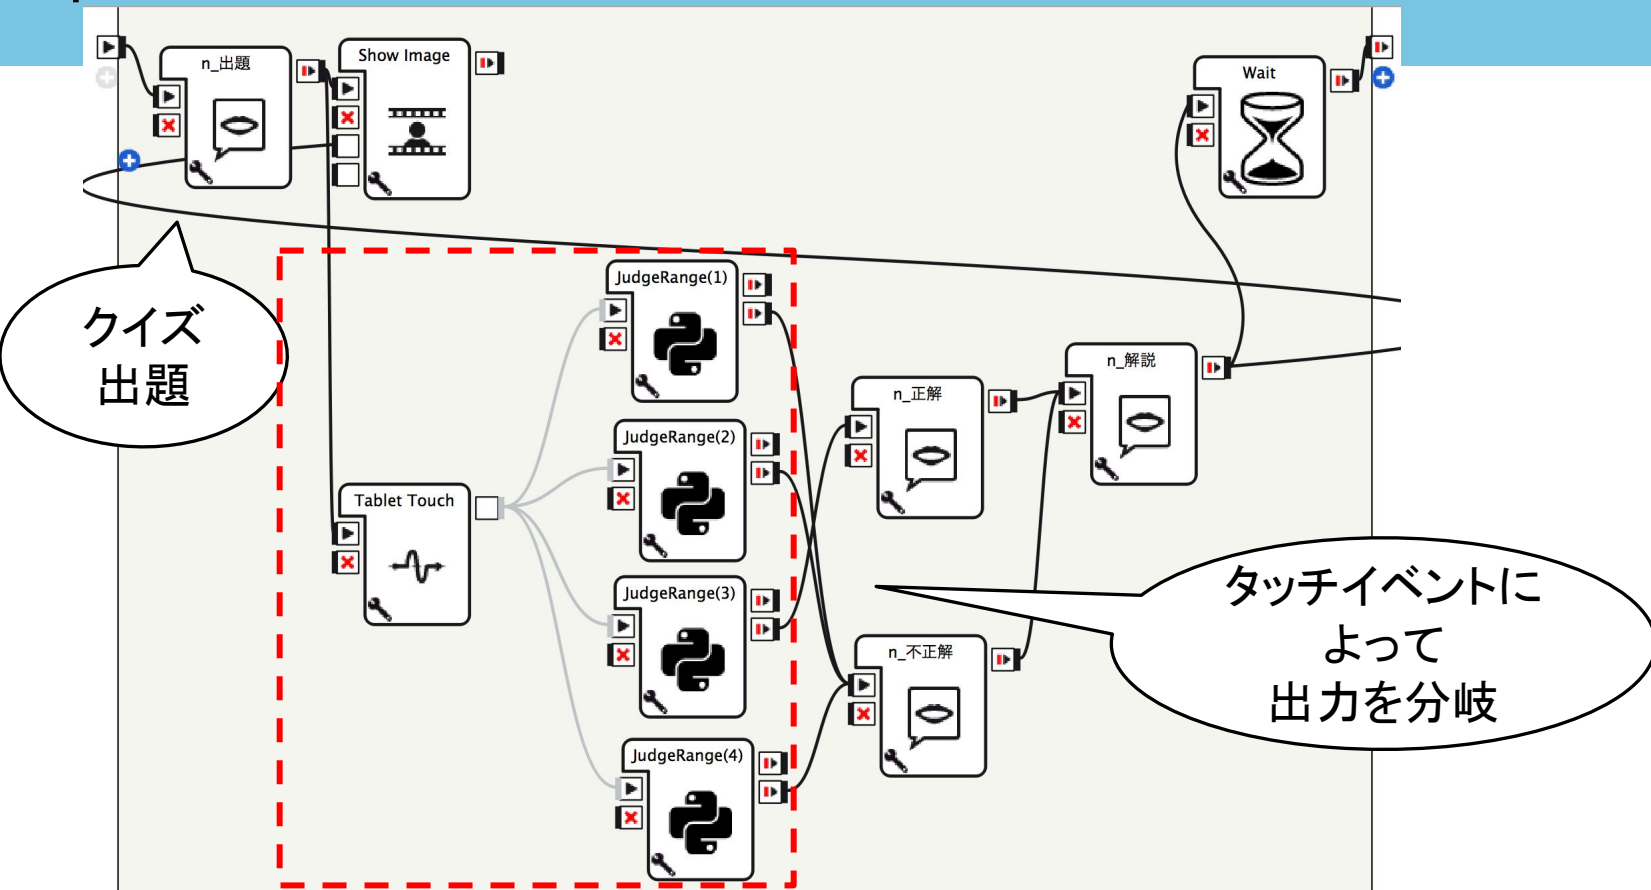 n_出題
Show Image
Wait
クイズ
出題
JudgeRange(1)
JudgeRange(2)
n_正解
n_解説
Tablet Touch
JudgeRange(3)
n_不正解
タッチイベントに
よって
出力を分岐
JudgeRange(4)